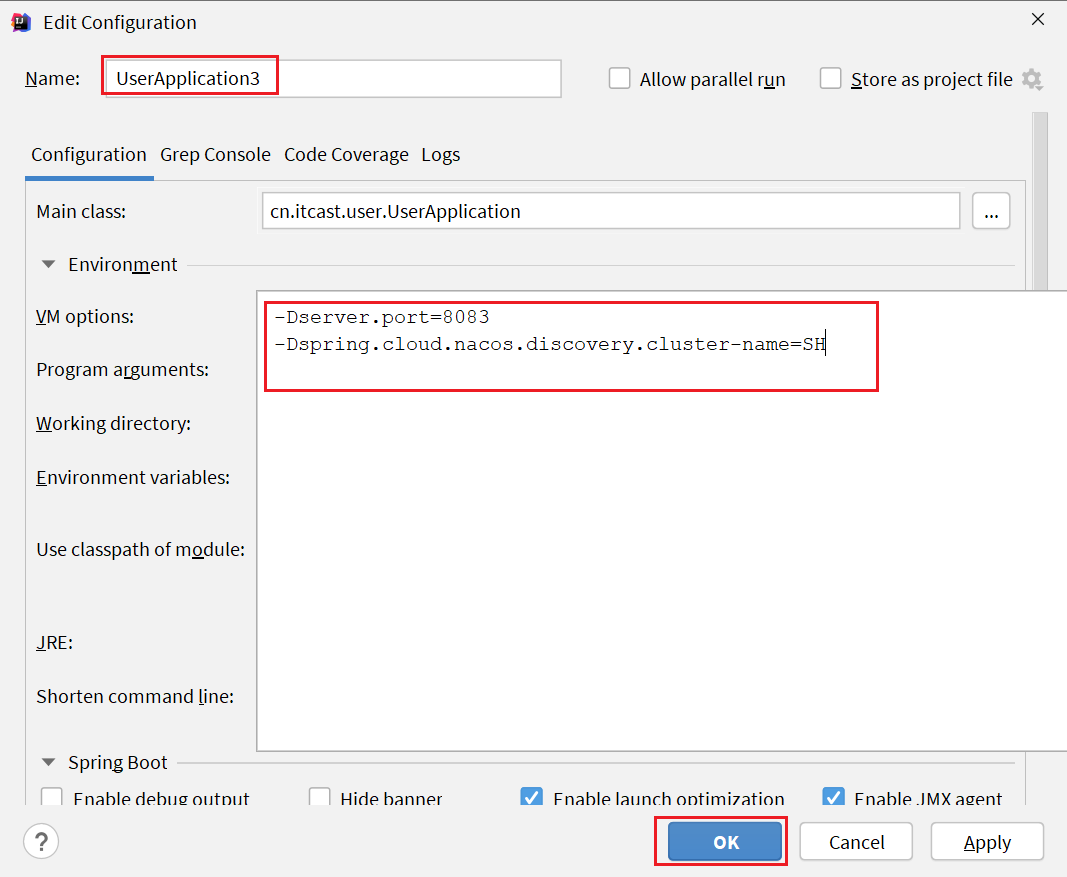 Edit Configuration
Name: UserApplication3 Allow parallel run Store as project file
Configuration Grep Console Code Coverage Logs
Main class: cn.itcast.user.UserApplication ...
Environment
VM options: -Dserver.port=8083
-Dspring.cloud.nacos.discovery.cluster-name=SH
Program arguments:
Working directory:
Environment variables:
Use classpath of module:
JRE:
Shorten command line:
Spring Boot
Enable debug output Hide banner Enable launch optimization Enable JMX agent
? OK Cancel Apply